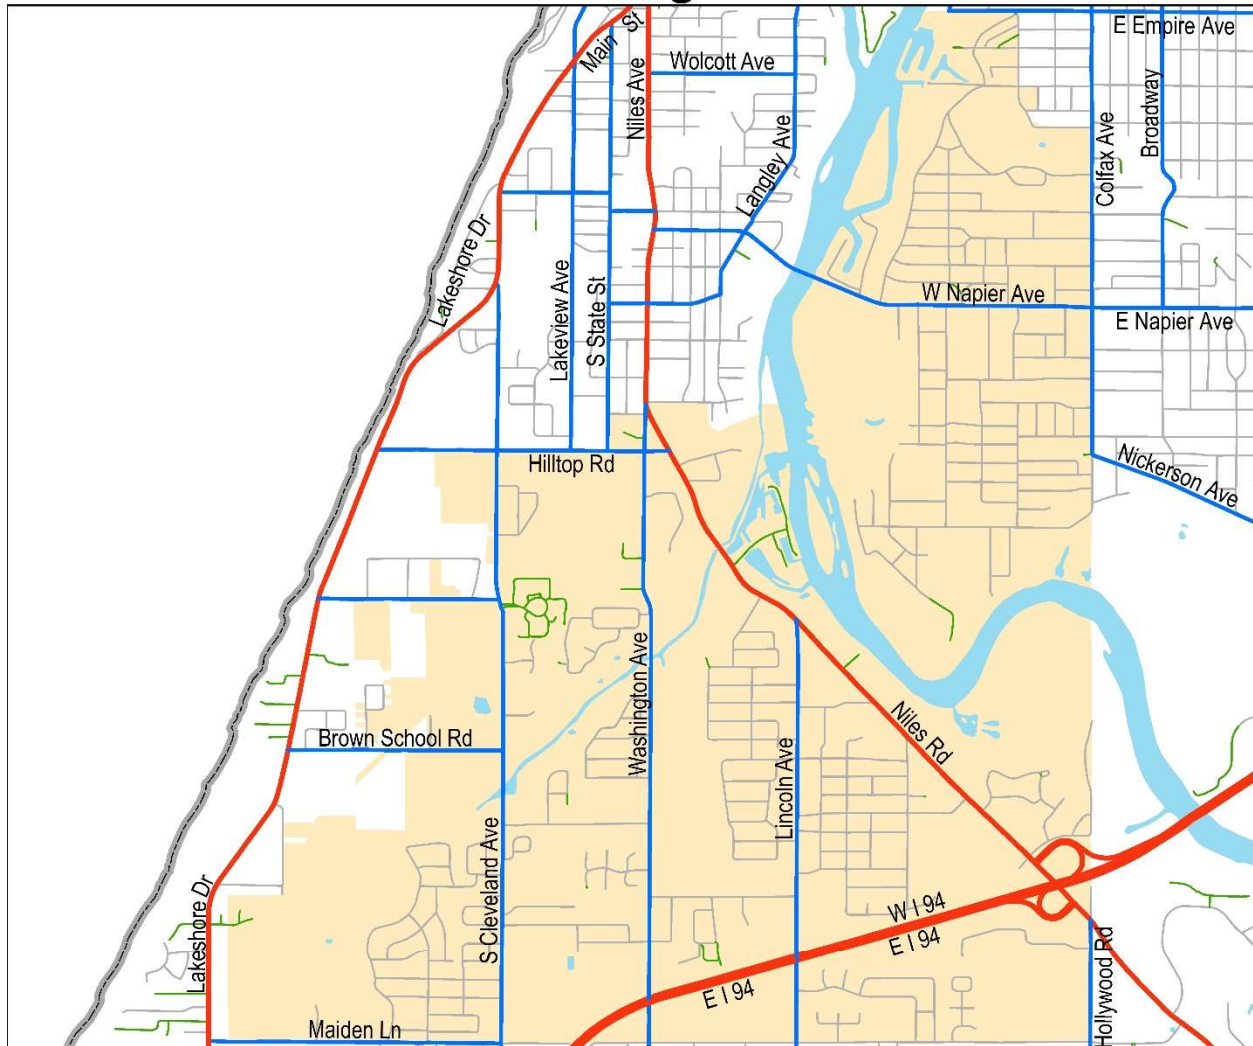 E Empire Ave
Main St
Wolcott Ave
Niles Ave
Broadway
Langley Ave
Colfax Ave
Lakeshore Dr
Lakeview Ave
S State St
W Napier Ave
E Napier Ave
Hilltop Rd
Nickerson Ave
Washington Ave
Niles Rd
Brown School Rd
Lincoln Ave
S Cleveland Ave
Lakeshore Dr
W I 94
E I 94
E I 94
Hollywood Rd
Maiden Ln